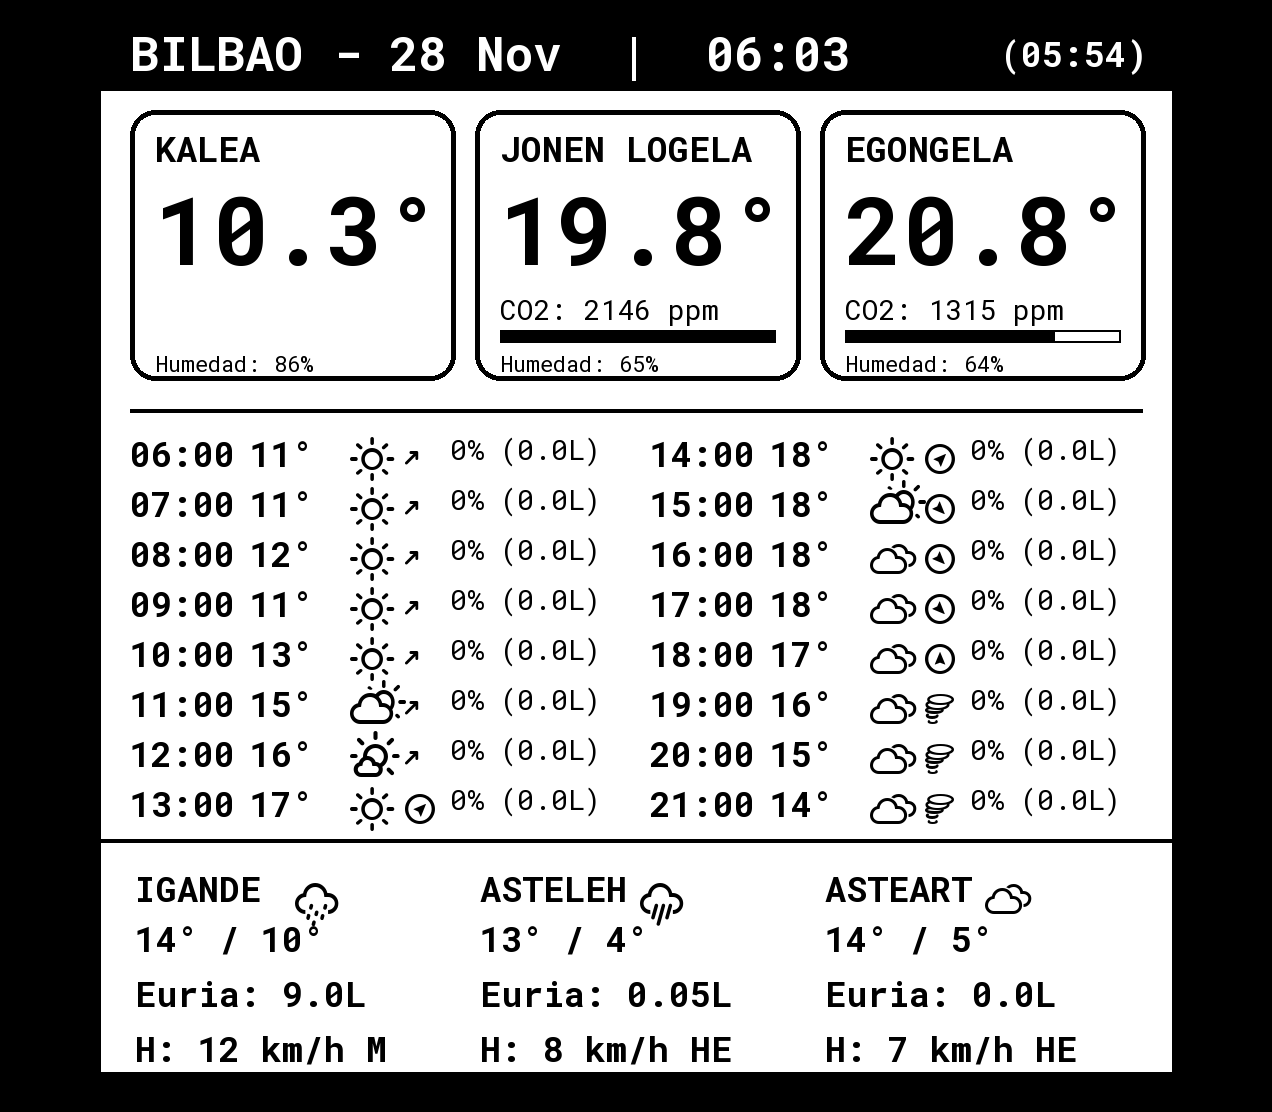 BILBAO - 28 Nov | 06:03 (05:54)
KALEA
10.3°
Humedad: 86%
JONEN LOGELA
19.8°
CO2: 2146 ppm
Humedad: 65%
EGONGELA
20.8°
CO2: 1315 ppm
Humedad: 64%
06:00 11° 0% (0.0L)
07:00 11° 0% (0.0L)
08:00 12° 0% (0.0L)
09:00 11° 0% (0.0L)
10:00 13° 0% (0.0L)
11:00 15° 0% (0.0L)
12:00 16° 0% (0.0L)
13:00 17° 0% (0.0L)
14:00 18° 0% (0.0L)
15:00 18° 0% (0.0L)
16:00 18° 0% (0.0L)
17:00 18° 0% (0.0L)
18:00 17° 0% (0.0L)
19:00 16° 0% (0.0L)
20:00 15° 0% (0.0L)
21:00 14° 0% (0.0L)
IGANDE
14° / 10°
Euria: 9.0L
H: 12 km/h M
ASTELEH
13° / 4°
Euria: 0.05L
H: 8 km/h HE
ASTEART
14° / 5°
Euria: 0.0L
H: 7 km/h HE